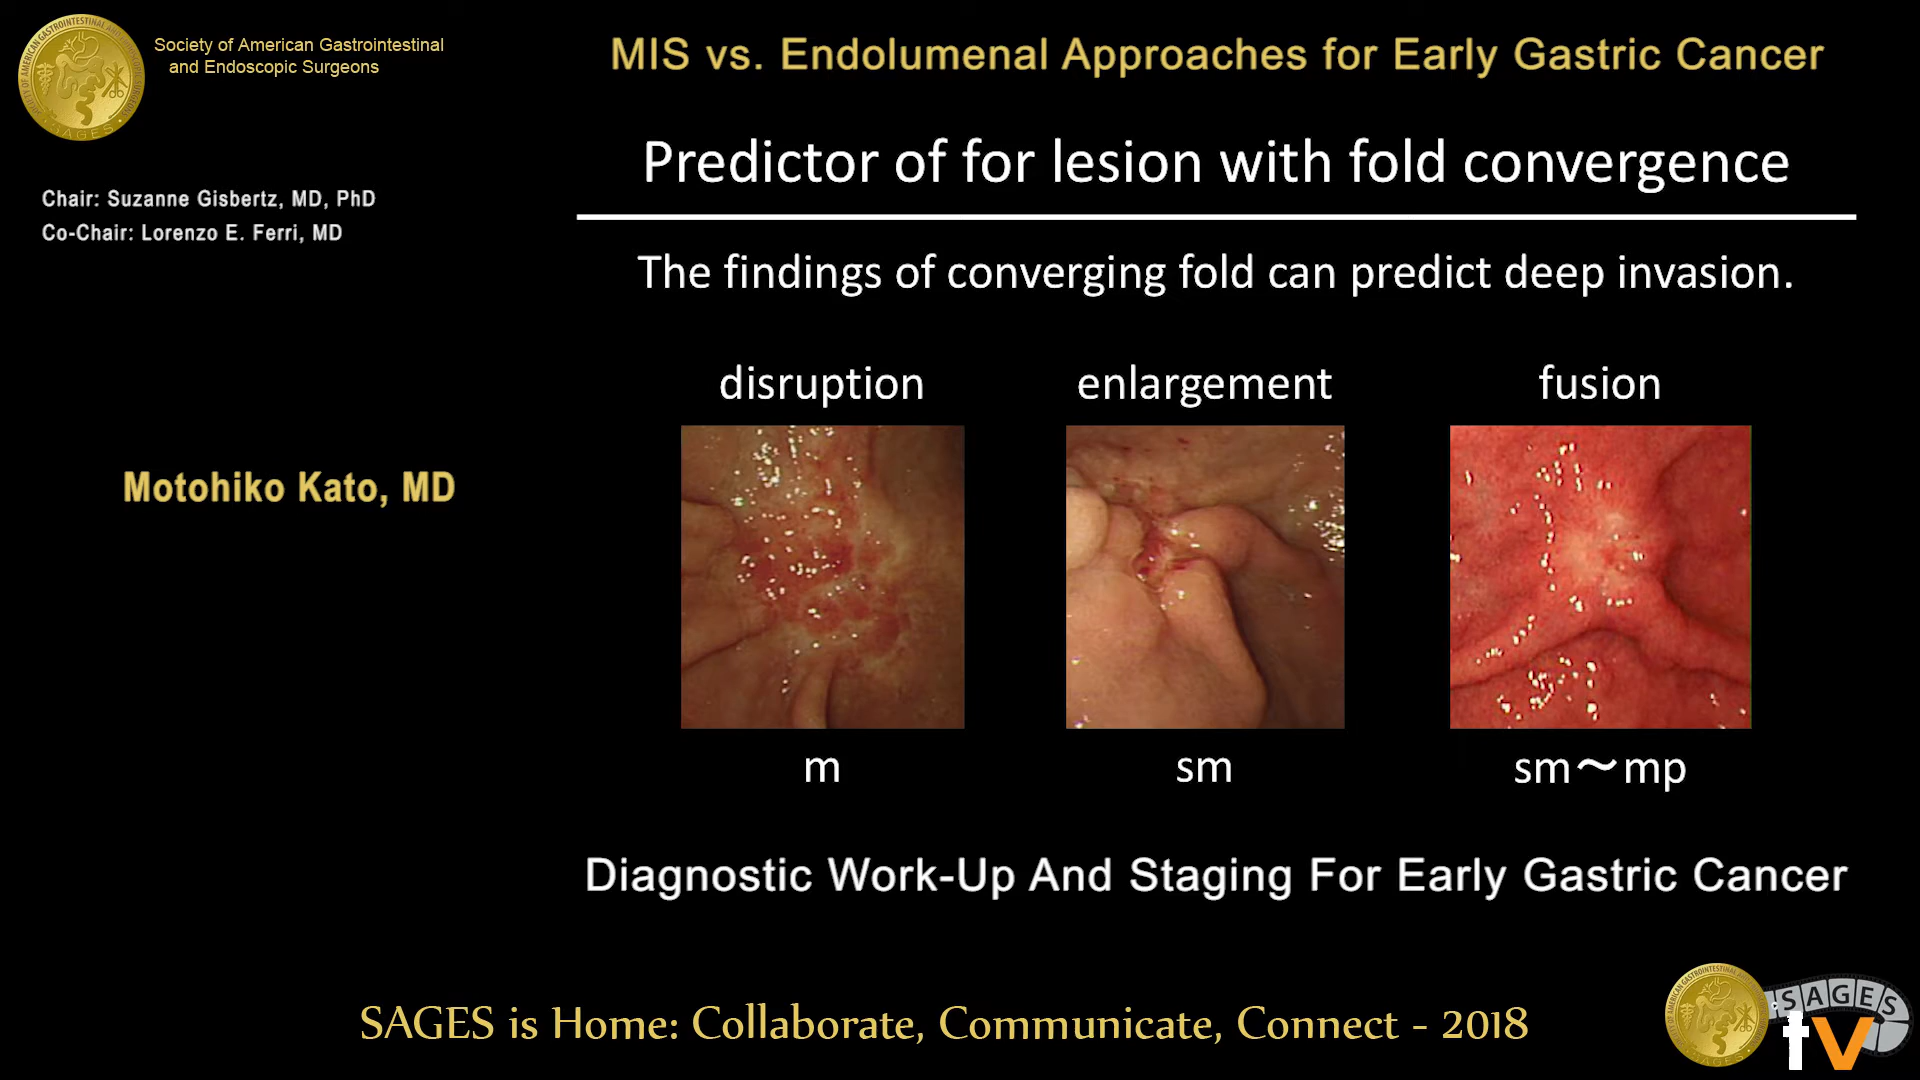 Society of American Gastrointestinal
and Endoscopic Surgeons
MIS vs. Endolumenal Approaches for Early Gastric Cancer
Chair: Suzanne Gisbertz, MD, PhD
Co-Chair: Lorenzo E. Ferri, MD
Motohiko Kato, MD
Predictor of for lesion with fold convergence
The findings of converging fold can predict deep invasion.
disruption
enlargement
fusion
m
sm
sm～mp
Diagnostic Work-Up And Staging For Early Gastric Cancer
SAGES is Home: Collaborate, Communicate, Connect - 2018
SAGES
tv